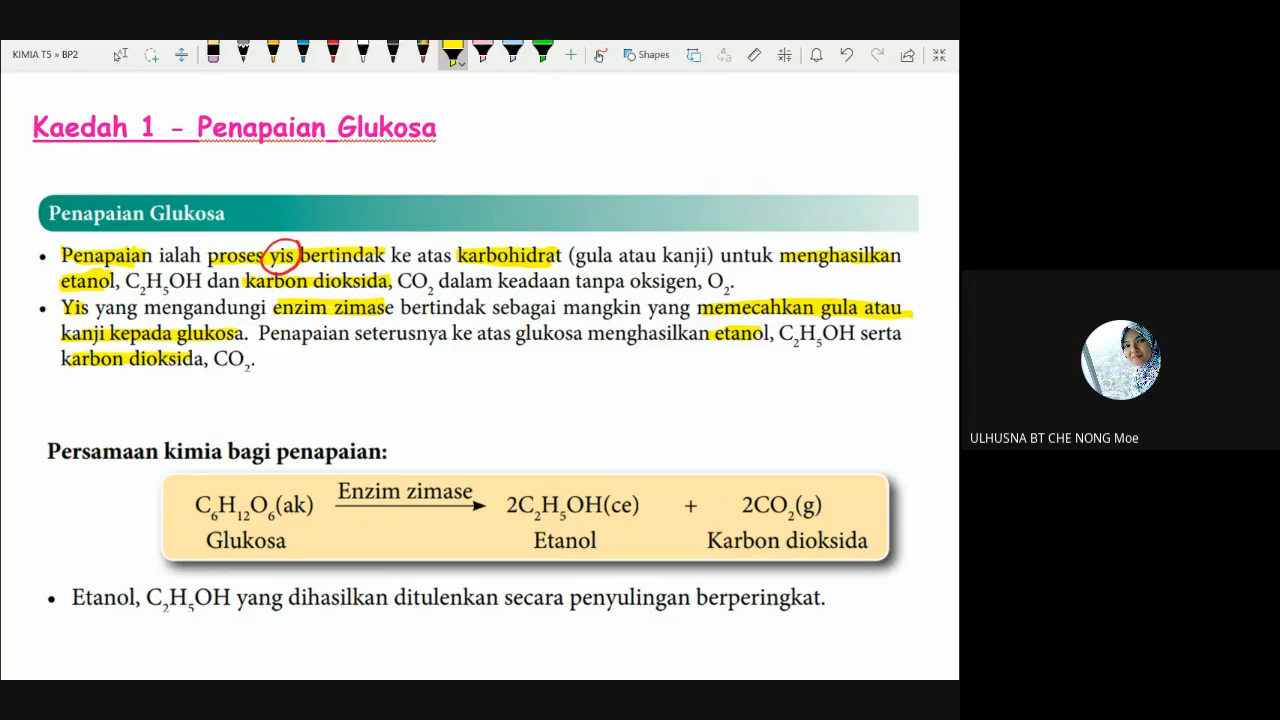 KIMIA T5 » BP2
Shapes
Kaedah 1 - Penapaian Glukosa
Penapaian Glukosa
• Penapaian ialah proses yis bertindak ke atas karbohidrat (gula atau kanji) untuk menghasilkan
etanol, C₂H₅OH dan karbon dioksida, CO₂ dalam keadaan tanpa oksigen, O₂.
• Yis yang mengandungi enzim zimase bertindak sebagai mangkin yang memecahkan gula atau
kanji kepada glukosa. Penapaian seterusnya ke atas glukosa menghasilkan etanol, C₂H₅OH serta
karbon dioksida, CO₂.
ULHUSNA BT CHE NONG Moe
Persamaan kimia bagi penapaian:
Enzim zimase
C₆H₁₂O₆(ak) 2C₂H₅OH(ce) + 2CO₂(g)
Glukosa Etanol Karbon dioksida
• Etanol, C₂H₅OH yang dihasilkan ditulenkan secara penyulingan berperingkat.